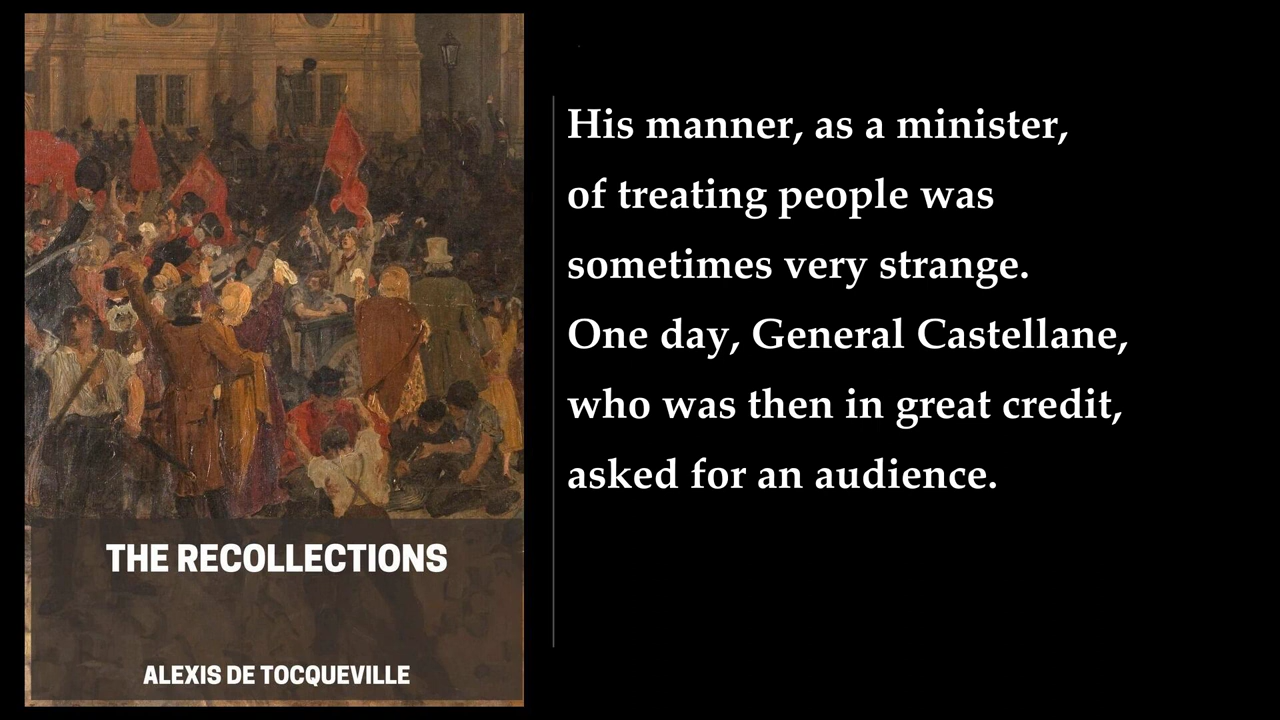 THE RECOLLECTIONS
ALEXIS DE TOCQUEVILLE
His manner, as a minister,
of treating people was
sometimes very strange.
One day, General Castellane,
who was then in great credit,
asked for an audience.